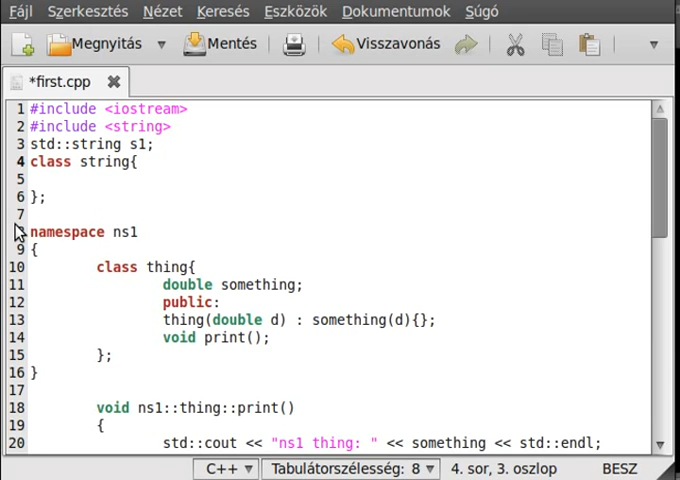 Fájl Szerkesztés Nézet Keresés Eszközök Dokumentumok Súgó
Megnyitás Mentés Visszavonás
*first.cpp
1 #include <iostream>
2 #include <string>
3 std::string s1;
4 class string{
5
6 };
7
namespace ns1
9 {
10 class thing{
11 double something;
12 public:
13 thing(double d) : something(d){};
14 void print();
15 };
16 }
17
18 void ns1::thing::print()
19 {
20 std::cout << "ns1 thing: " << something << std::endl;
C++ Tabulátorszélesség: 8 4. sor, 3. oszlop BESZ